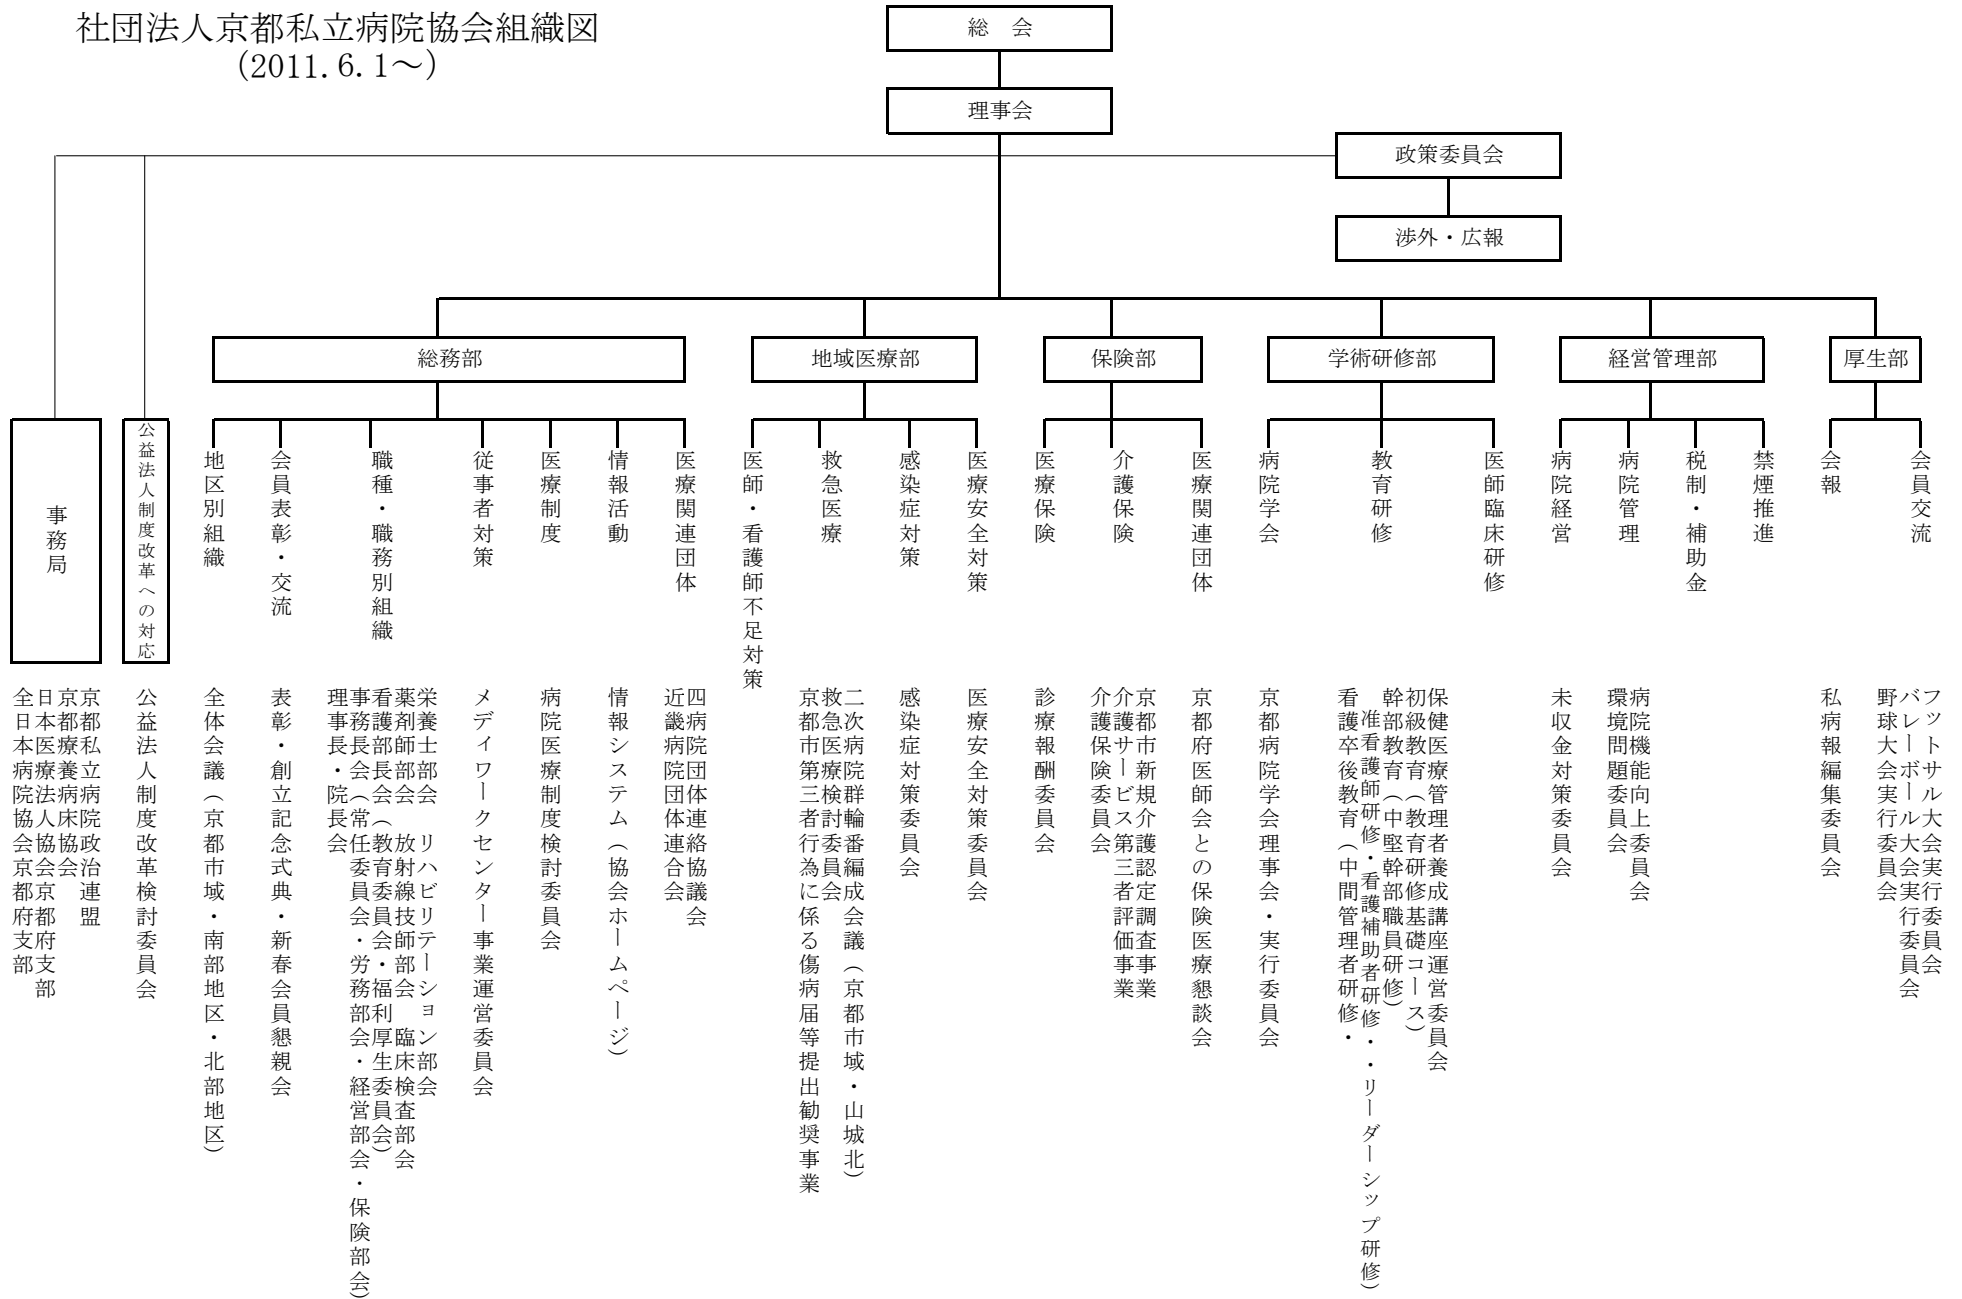 社団法人京都私立病院協会組織図
（2011.6.1～）
総　会
理事会
政策委員会
渉外・広報
総務部
地域医療部
保険部
学術研修部
経営管理部
厚生部
事務局
公益法人制度改革への対応
地区別組織
会員表彰・交流
職種・職務別組織
従事者対策
医療制度
情報活動
医療関連団体
医師・看護師不足対策
救急医療
感染症対策
医療安全対策
医療保険
介護保険
医療関連団体
病院学会
教育研修
医師臨床研修
病院経営
病院管理
税制・補助金
禁煙推進
会報
会員交流
京都私立病院政治連盟
京都療養病床協会
日本医療法人協会京都府支部
全日本病院協会京都府支部
公益法人制度改革検討委員会
全体会議（京都市域・南部地区・北部地区）
表彰・創立記念式典・新春会員懇親会
栄養士部会　リハビリテーション部会
薬剤師部会　放射線技師部会　臨床検査部会
看護部長会（教育委員会・福利厚生委員会）
事務長会（常任委員会・労務部会・経営部会・保険部会）
理事長・院長会
メディワークセンター事業運営委員会
病院医療制度検討委員会
情報システム（協会ホームページ）
四病院団体連絡協議会
近畿病院団体連合会
二次病院群輪番編成会議（京都市域・山城北）
救急医療検討委員会
京都市第三者行為に係る傷病届等提出勧奨事業
感染症対策委員会
医療安全対策委員会
診療報酬委員会
京都市新規介護認定調査事業
介護サービス第三者評価事業
介護保険委員会
京都府医師会との保険医療懇談会
京都病院学会理事会・実行委員会
保健医療管理者養成講座運営委員会
初級教育（教育研修基礎コース）
幹部教育（中堅幹部職員研修）
准看護師研修・看護補助者研修・・リーダーシップ研修）
看護卒後教育（中間管理者研修・
未収金対策委員会
病院機能向上委員会
環境問題委員会
私病報編集委員会
フットサル大会実行委員会
バレーボール大会実行委員会
野球大会実行委員会